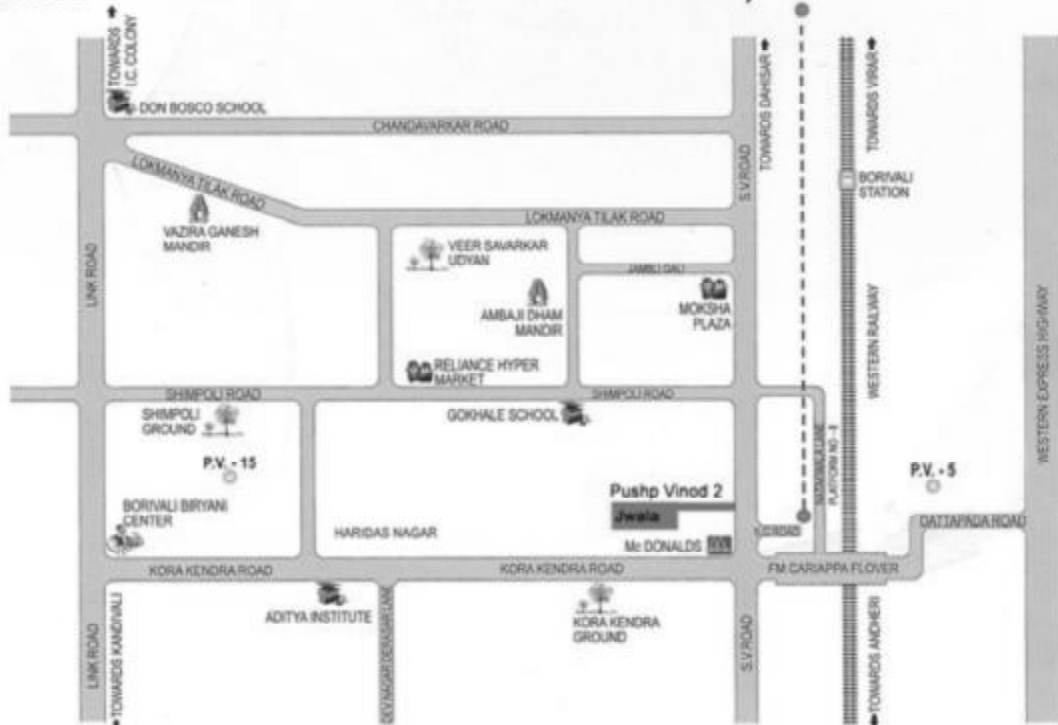 TOWARDS
I.C. COLONY
DON BOSCO SCHOOL
CHANDAVARKAR ROAD
TOWARDS DAHISAR
TOWARDS VIRAR
LOKMANYA TILAK ROAD
S.V.ROAD
BORIVALI
STATION
VAZIRA GANESH
MANDIR
LOKMANYA TILAK ROAD
VEER SAVARKAR
UDYAN
JAMBLI GALI
LINK ROAD
AMBAJI DHAM
MANDIR
MOKSHA
PLAZA
WESTERN RAILWAY
WESTERN EXPRESS HIGHWAY
RELIANCE HYPER
MARKET
SHIMPOLI ROAD
SHIMPOLI ROAD
SHIMPOLI
GROUND
GOKHALE SCHOOL
PLATFORM NO - 8
P.V. - 15
P.V. - 5
Pushp Vinod 2
Jwala
BORIVALI BIRYANI
CENTER
HARIDAS NAGAR
Mc DONALDS
DATTAPADA ROAD
KORA KENDRA ROAD
KORA KENDRA ROAD
FM CARIAPPA FLOVER
ADITYA INSTITUTE
KORA KENDRA
GROUND
LINK ROAD
TOWARDS KANDIVALI
DEV NAGAR DERASAR LANE
S.V.ROAD
TOWARDS ANDHERI